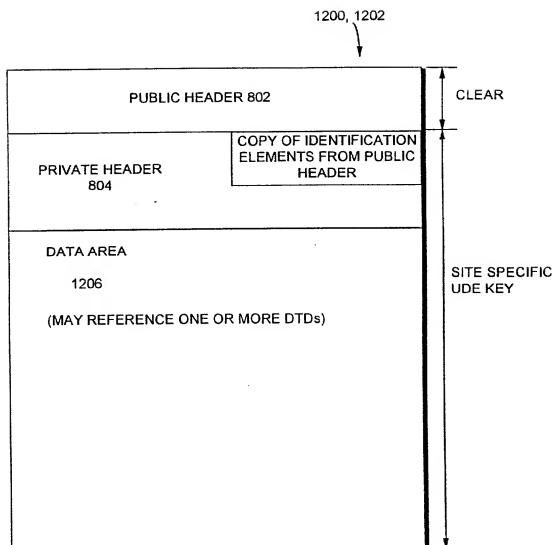 1200, 1202
PUBLIC HEADER 802
CLEAR
COPY OF IDENTIFICATION
ELEMENTS FROM PUBLIC
HEADER
PRIVATE HEADER
804
DATA AREA
1206
(MAY REFERENCE ONE OR MORE DTDs)
SITE SPECIFIC
UDE KEY